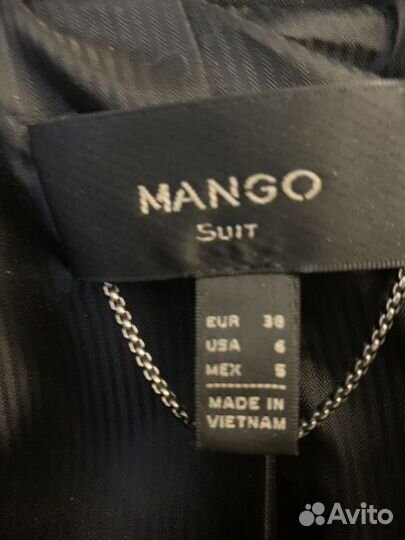 MANGO
SUIT
EUR 38
USA 6
MEX 5
MADE IN
VIETNAM
Avito